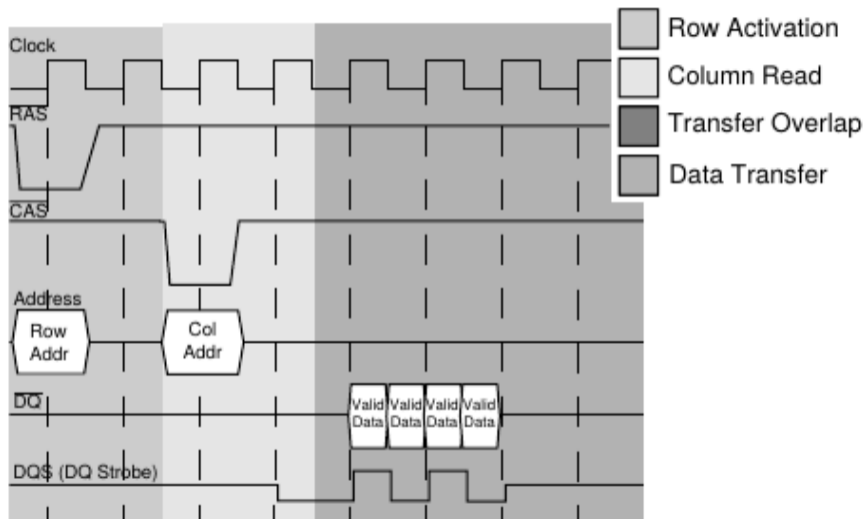 Row Activation
Column Read
Transfer Overlap
Data Transfer
Clock
RAS
CAS
Address
Row
Addr
Col
Addr
DQ
Valid Valid Valid Valid
Data Data Data Data
DQS (DQ Strobe)